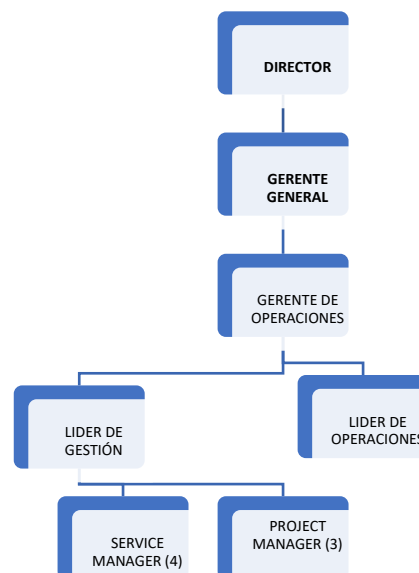 DIRECTOR
GERENTE
GENERAL
GERENTE DE
OPERACIONES
LIDER DE
GESTIÓN
LIDER DE
OPERACIONES
SERVICE
MANAGER (4)
PROJECT
MANAGER (3)